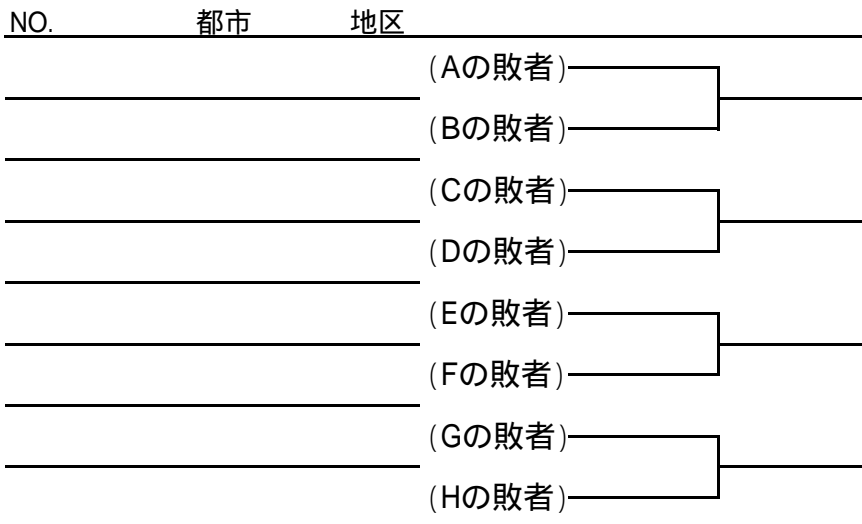 NO. 都市 地区
(Aの敗者)
(Bの敗者)
(Cの敗者)
(Dの敗者)
(Eの敗者)
(Fの敗者)
(Gの敗者)
(Hの敗者)